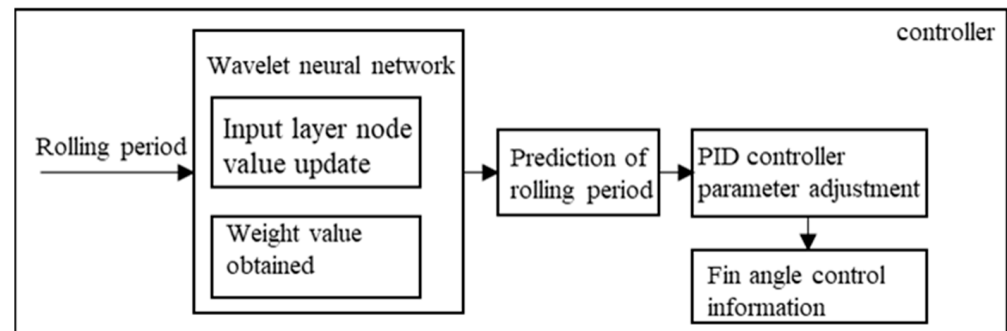 controller
Wavelet neural network
Input layer node
value update
Weight value
obtained
Rolling period
Prediction of
rolling period
PID controller
parameter adjustment
Fin angle control
information